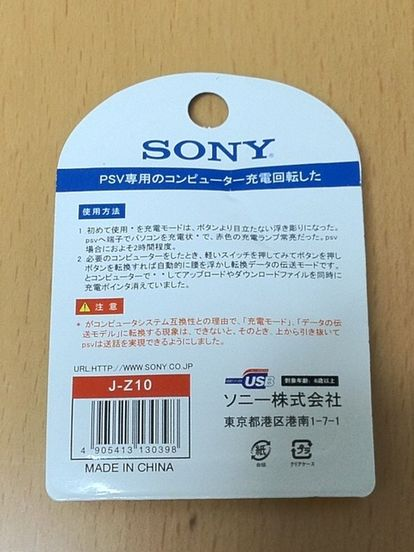 SONY
PSV専用のコンピューター充電回転した
使用方法
1 初めて使用・を充電モードは、ボタンより目立たない浮き彫りになった。
psvへ端子でパソコンを充電状・で、赤色の充電ランプ常亮だった。psv
場合におよそ2時間程度。
2 必要のコンピューターをしたとき、軽いスイッチを押してみてボタンを押し
ボタンを転換すれば自動的に腰を浮かし転換データの伝送モードです。
とコンピューターで・・してアップロードやダウンロードファイルを同時に
充電ポインタ消えていました。
注意
・がコンピュータシステム互換性との理由で、「充電モード」、「データの伝
送モデル」に転換する現象は、できないと、そのとき、上から引き抜いて
psvは送話を実現できるようにしました。
URL:HTTP://WWW.SONY.CO.JP
J-Z10
4 905413 130398
MADE IN CHINA
USB
対象年齢、6歳以上
ソニー株式会社
東京都港区港南1-7-1
紙
台紙
プラ
クリアケース